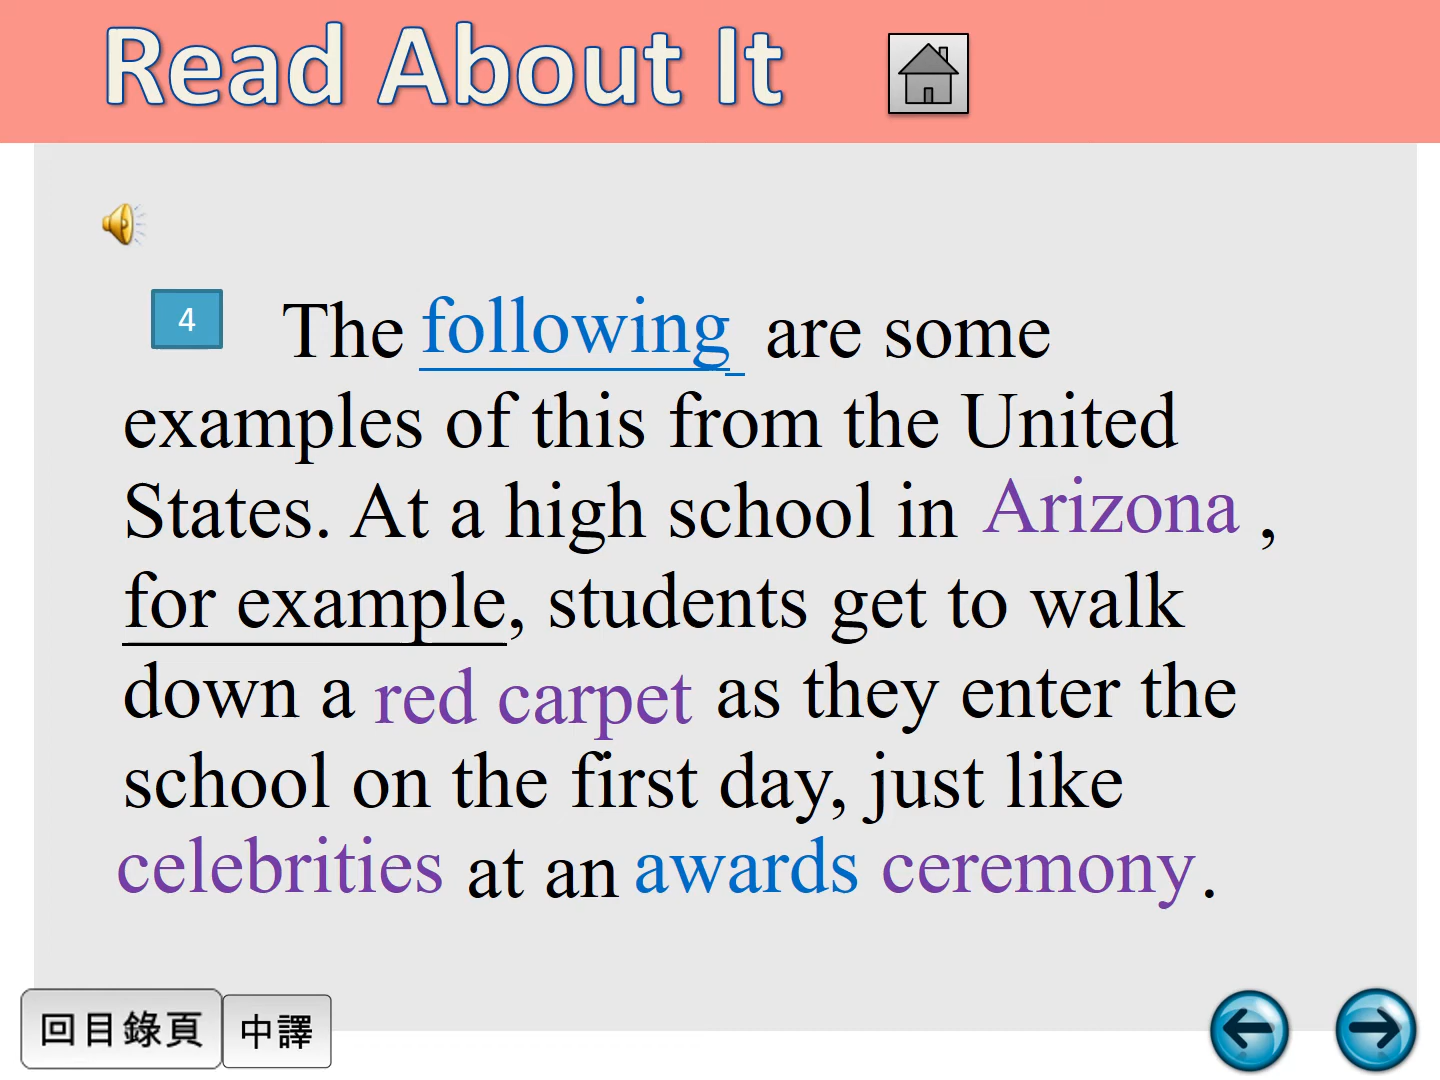 Read About It
4
The following are some
examples of this from the United
States. At a high school in Arizona ,
for example, students get to walk
down a red carpet as they enter the
school on the first day, just like
celebrities at an awards ceremony.
回目錄頁 中譯